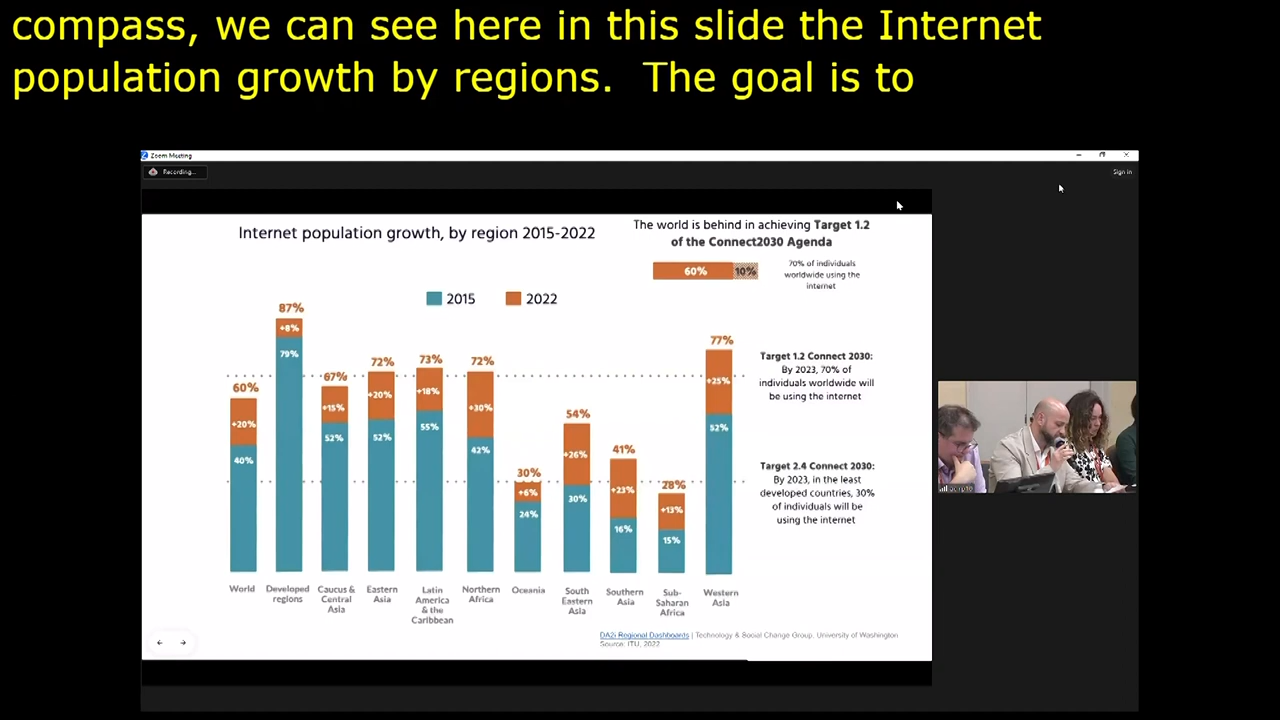 compass, we can see here in this slide the Internet
population growth by regions.  The goal is to
Zoom Meeting
Recording...
Sign in
Internet population growth, by region 2015-2022
The world is behind in achieving Target 1.2
of the Connect2030 Agenda
60%
10%
70% of individuals
worldwide using the
internet
2015
2022
60%
+20%
40%
87%
+8%
79%
67%
+15%
52%
72%
+20%
52%
73%
+18%
55%
72%
+30%
42%
30%
+6%
24%
54%
+26%
30%
41%
+23%
16%
28%
+13%
15%
77%
+25%
52%
Target 1.2 Connect 2030:
By 2023, 70% of
individuals worldwide will
be using the internet
Target 2.4 Connect 2030:
By 2023, in the least
developed countries, 30%
of individuals will be
using the internet
World
Developed
regions
Caucus &
Central
Asia
Eastern
Asia
Latin
America
& the
Caribbean
Northern
Africa
Oceania
South
Eastern
Asia
Southern
Asia
Sub-
Saharan
Africa
Western
Asia
DA2I Regional Dashboards | Technology & Social Change Group, University of Washington
Source: ITU, 2022